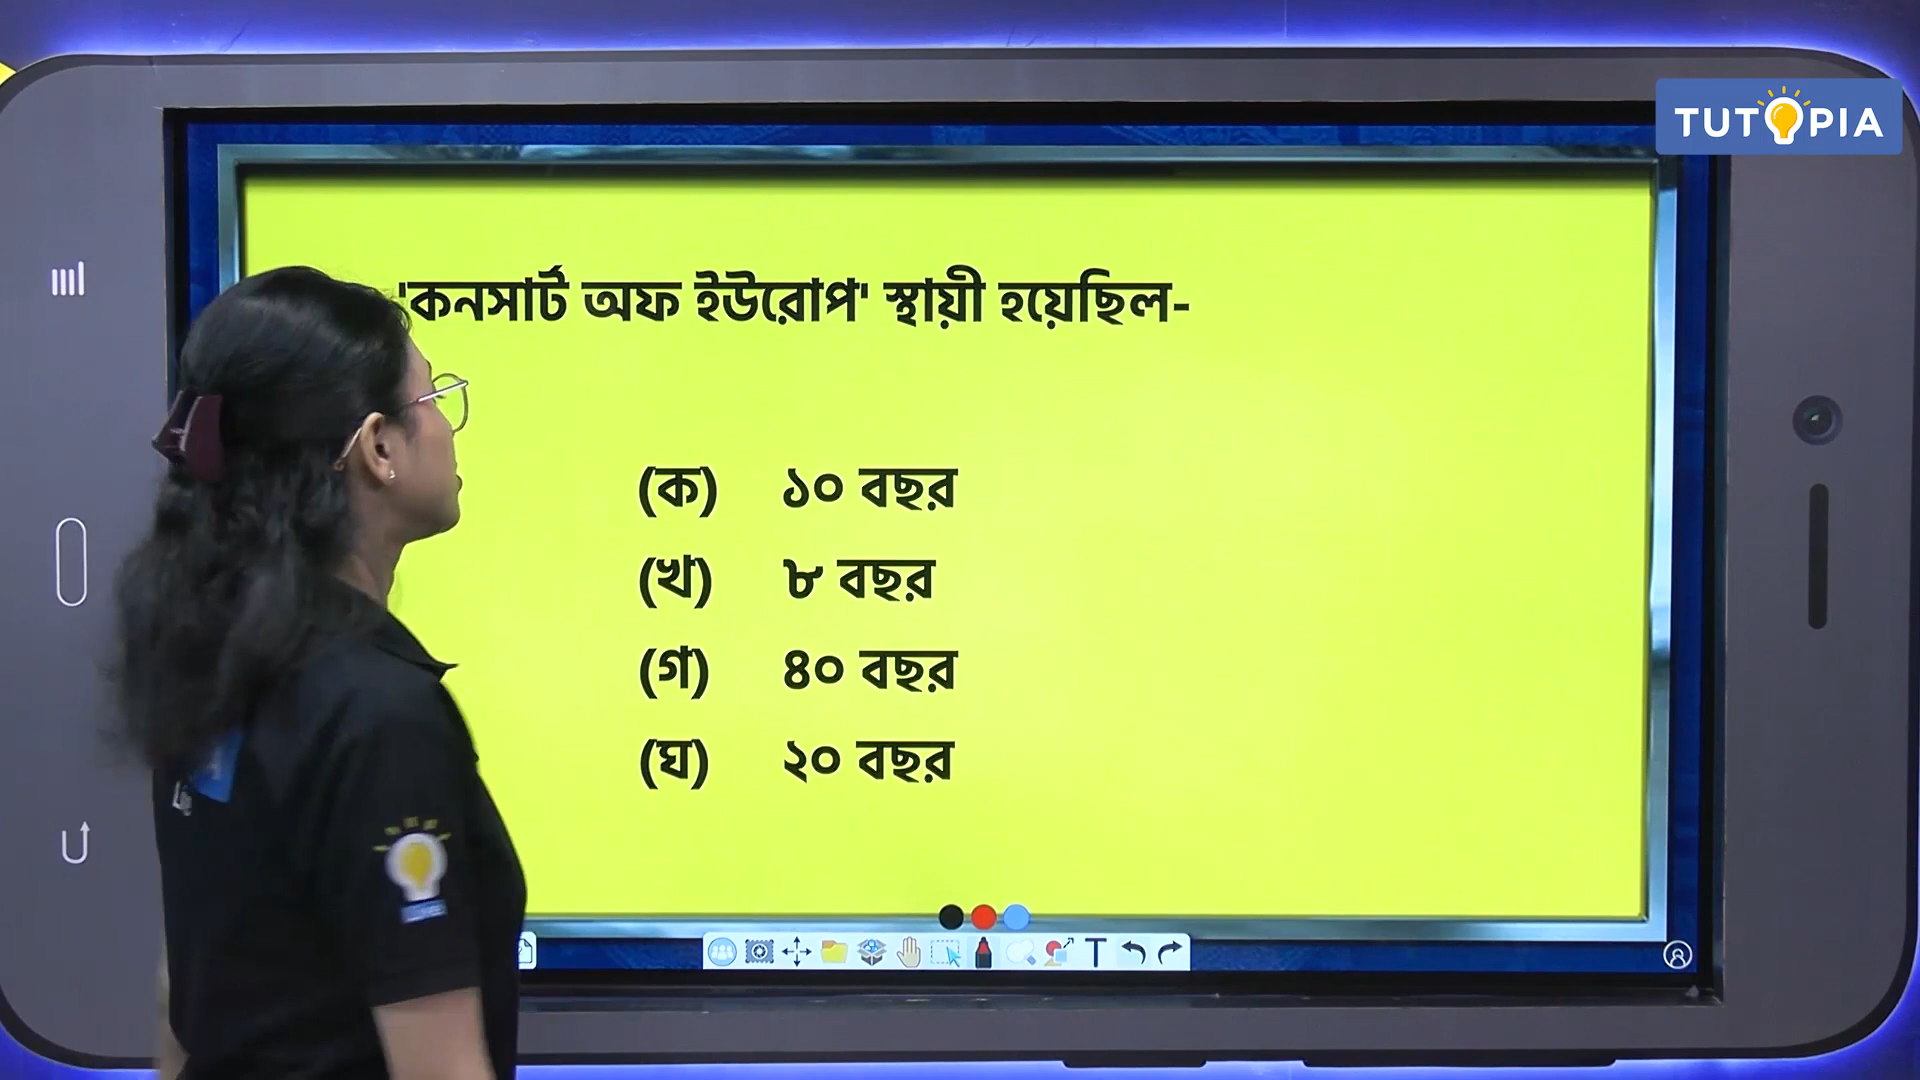 TUTOPIA
'কনসার্ট অফ ইউরোপ' স্থায়ী হয়েছিল-
(ক) ১০ বছর
(খ) ৮ বছর
(গ) ৪০ বছর
(ঘ) ২০ বছর
T